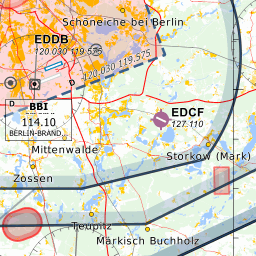 Schöneiche bei Berlin
EDDB
120.030 119.575
120.030 119.575
BBI
114.10
BERLIN-BRAND.
EDCF
127.110
Mittenwalde
Storkow (Mark)
Zossen
Teupitz
Märkisch Buchholz